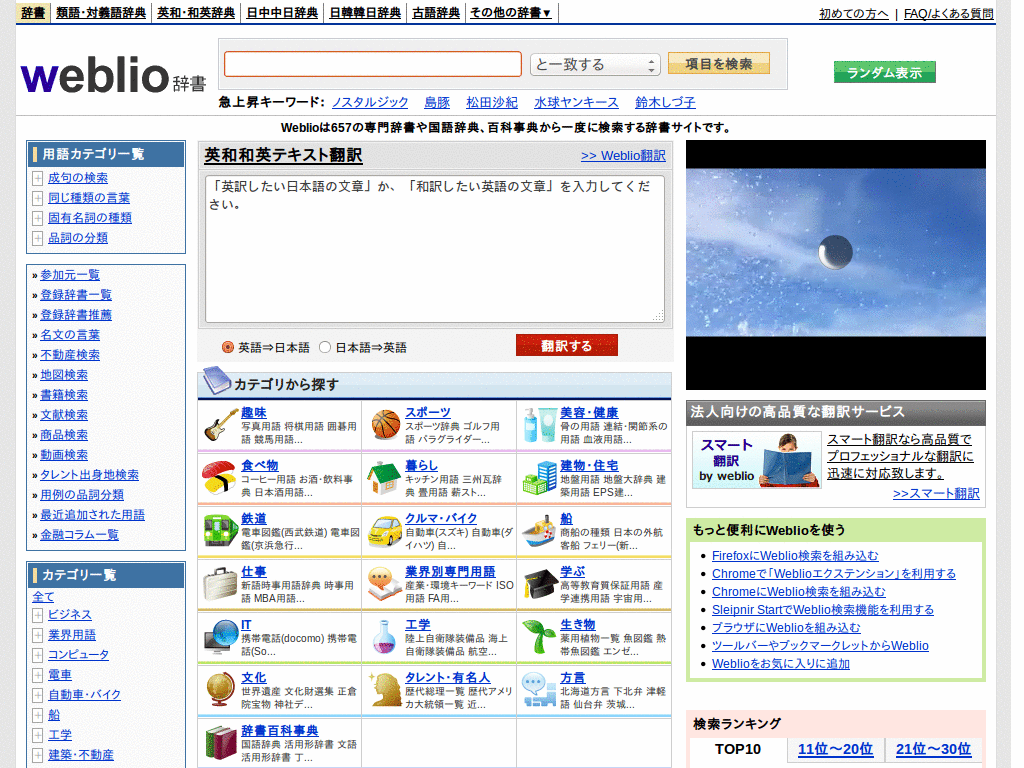 辞書 類語・対義語辞典 英和・和英辞典 日中中日辞典 日韓韓日辞典 古語辞典 その他の辞書▼
初めての方へ | FAQ/よくある質問
weblio 辞書
と一致する
項目を検索
ランダム表示
急上昇キーワード: ノスタルジック 島豚 松田沙紀 水球ヤンキース 鈴木しづ子
Weblioは657の専門辞書や国語辞典、百科事典から一度に検索する辞書サイトです。
用語カテゴリ一覧
成句の検索
同じ種類の言葉
固有名詞の種類
品詞の分類
» 参加元一覧
» 登録辞書一覧
» 登録辞書推薦
» 名文の言葉
» 不動産検索
» 地図検索
» 書籍検索
» 文献検索
» 商品検索
» 動画検索
» タレント出身地検索
» 用例の品詞分類
» 最近追加された用語
» 金融コラム一覧
カテゴリ一覧
全て
ビジネス
業界用語
コンピュータ
電車
自動車・バイク
船
工学
建築・不動産
英和和英テキスト翻訳
>> Weblio翻訳
「英訳したい日本語の文章」か、「和訳したい英語の文章」を入力してくだ
さい。
英語⇒日本語 日本語⇒英語
翻訳する
カテゴリから探す
趣味
写真用語 将棋用語 囲碁用
語 競馬用語...
スポーツ
スポーツ辞典 ゴルフ用
語 パラグライダー...
美容・健康
骨の用語 連結・関節系の
用語 血液用語...
食べ物
コーヒー用語 お酒・飲料事
典 日本酒用語...
暮らし
キッチン用語 三州瓦辞
典 畳用語 薪スト...
建物・住宅
地盤用語 地盤大辞典 建
築用語 EPS建...
鉄道
電車図鑑(西武鉄道) 電車図
鑑(京浜急行...
クルマ・バイク
自動車(スズキ) 自動車(ダ
イハツ) 自...
船
商船の種類 日本の外航
客船 フェリー(新...
仕事
新語時事用語辞典 時事用
語 MBA用語...
業界別専門用語
産業・環境キーワード ISO
用語 FA用...
学ぶ
高等教育質保証用語 産
学連携用語 宇宙用...
IT
携帯電話(docomo) 携帯電
話(So...
工学
陸上自衛隊装備品 海上
自衛隊装備品 航空...
生き物
薬用植物一覧 魚図鑑 熱
帯魚図鑑 エンゼ...
文化
世界遺産 文化財選集 正倉
院宝物 神社デ...
タレント・有名人
歴代総理一覧 歴代アメリ
カ大統領一覧 近...
方言
北海道方言 下北弁 津軽
語 仙台弁 茨城...
辞書百科事典
国語辞典 活用形辞書 文語
活用形辞書 丁...
法人向けの高品質な翻訳サービス
スマート
翻訳
by weblio
スマート翻訳なら高品質で
プロフェッショナルな翻訳に
迅速に対応致します。
>>スマート翻訳
もっと便利にWeblioを使う
• FirefoxにWeblio検索を組み込む
• Chromeで「Weblioエクステンション」を利用する
• ChromeにWeblio検索を組み込む
• Sleipnir StartでWeblio検索機能を利用する
• ブラウザにWeblioを組み込む
• ツールバーやブックマークレットからWeblio
• Weblioをお気に入りに追加
検索ランキング
TOP10 11位～20位 21位～30位